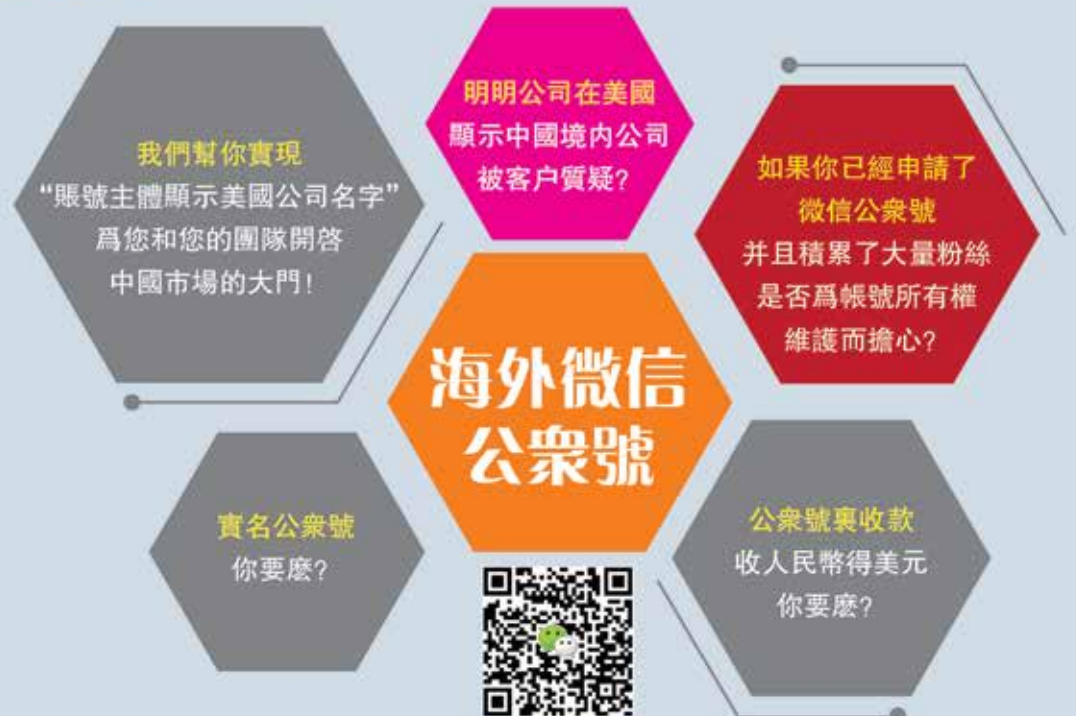 我們幫你實現
“賬號主體顯示美國公司名字”
爲您和您的團隊開啓
中國市場的大門！
明明公司在美國
顯示中國境内公司
被客户質疑？
如果你已經申請了
微信公衆號
并且積累了大量粉絲
是否爲帳號所有權
維護而擔心？
海外微信
公衆號
實名公衆號
你要麽？
公衆號裏收款
收人民幣得美元
你要麽？